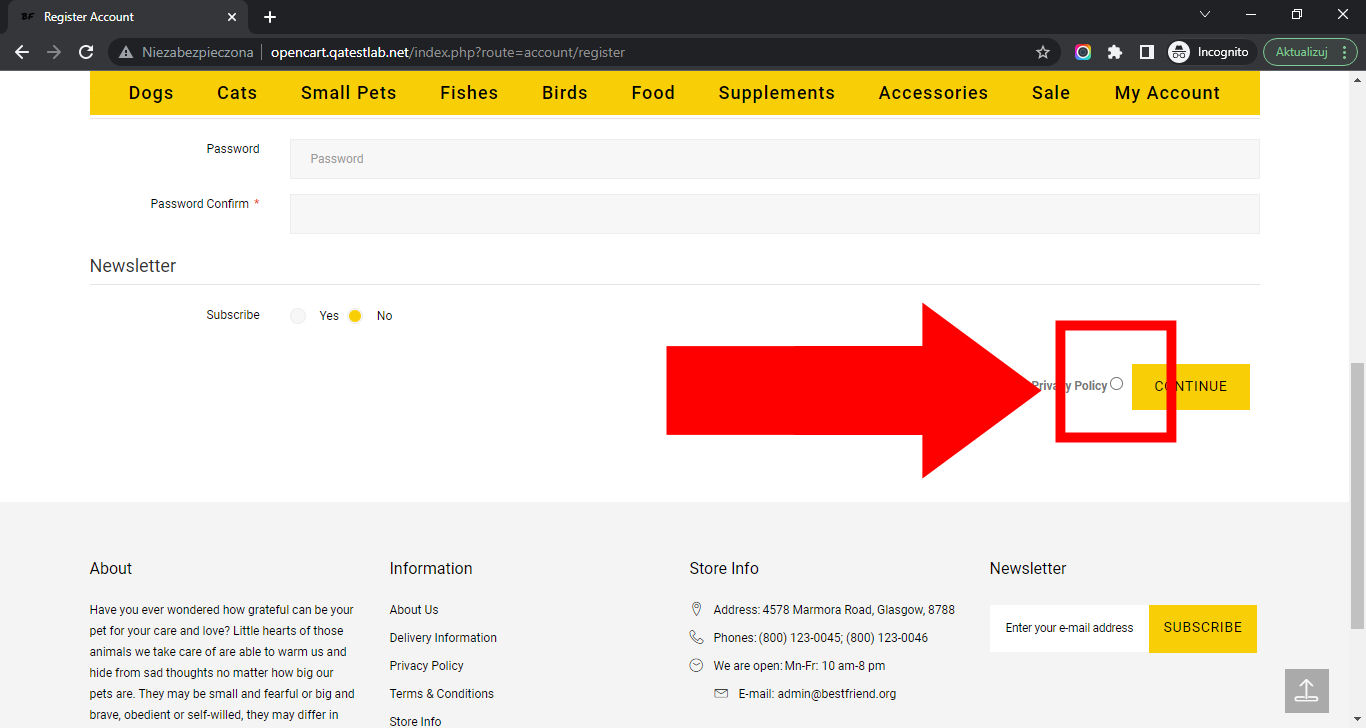 BF Register Account
Niezabezpieczona opencart.qatestlab.net/index.php?route=account/register Incognito Aktualizuj
Dogs Cats Small Pets Fishes Birds Food Supplements Accessories Sale My Account
Password Password
Password Confirm *
Newsletter
Subscribe Yes No
Privacy Policy CONTINUE
About
Have you ever wondered how grateful can be your
pet for your care and love? Little hearts of those
animals we take care of are able to warm us and
hide from sad thoughts no matter how big our
pets are. They may be small and fearful or big and
brave, obedient or self-willed, they may differ in
Information
About Us
Delivery Information
Privacy Policy
Terms & Conditions
Store Info
Store Info
Address: 4578 Marmora Road, Glasgow, 8788
Phones: (800) 123-0045; (800) 123-0046
We are open: Mn-Fr: 10 am-8 pm
E-mail: admin@bestfriend.org
Newsletter
Enter your e-mail address SUBSCRIBE